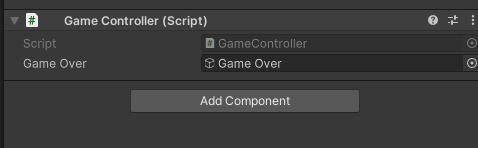 Game Controller (Script)
Script GameController
Game Over Game Over
Add Component